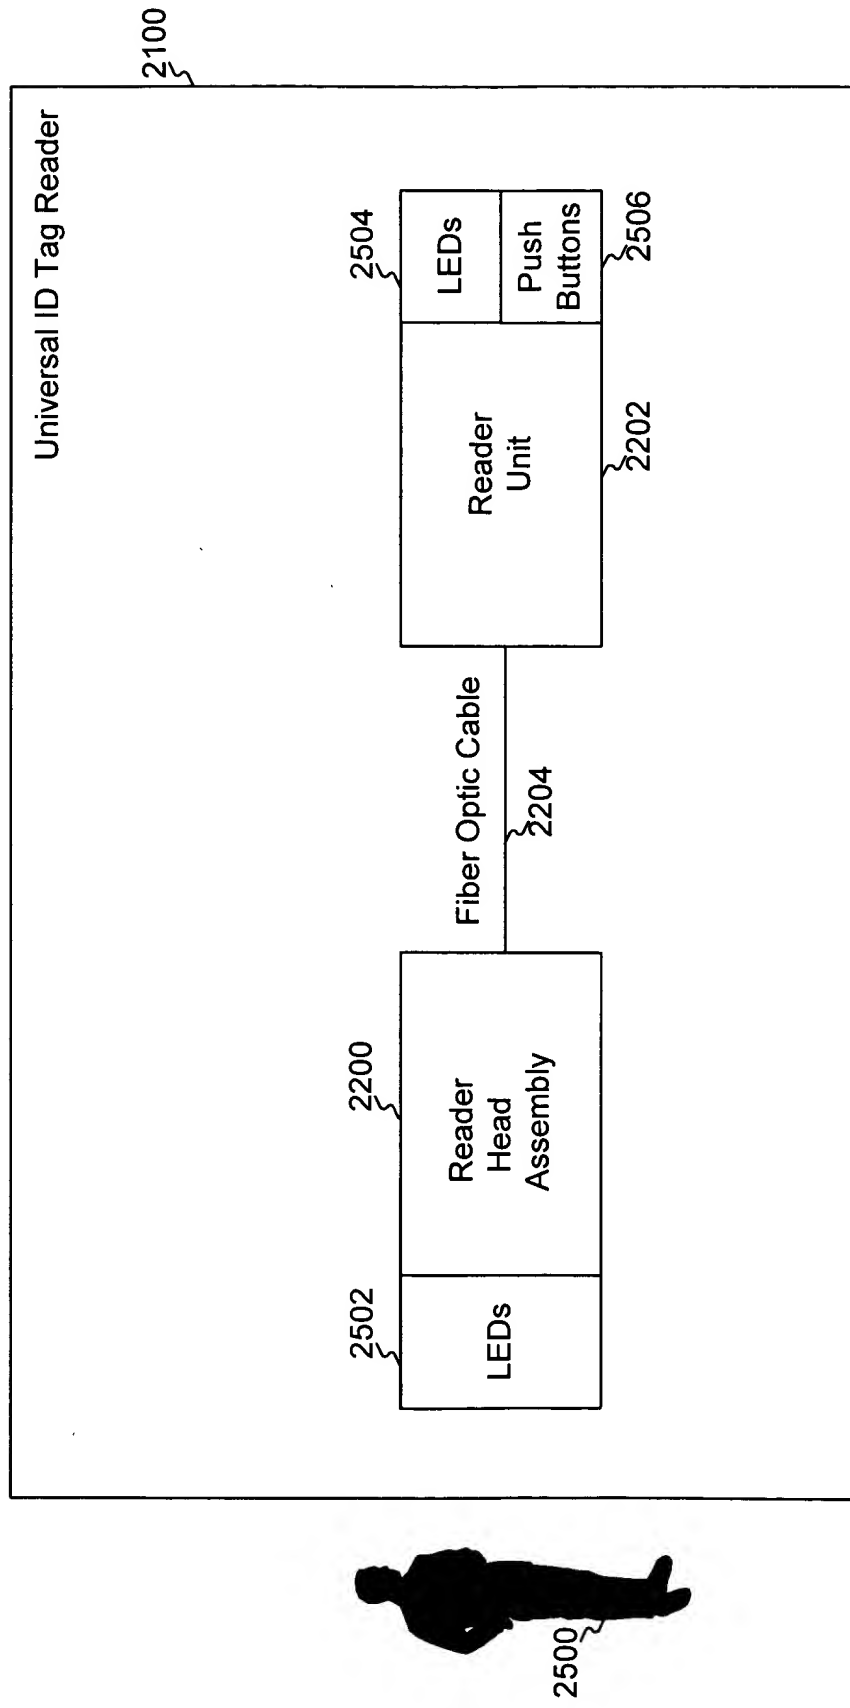 Universal ID Tag Reader
2100
2502
LEDs
2200
Reader
Head
Assembly
Fiber Optic Cable
2204
Reader
Unit
2202
2504
LEDs
Push
Buttons
2506
2500